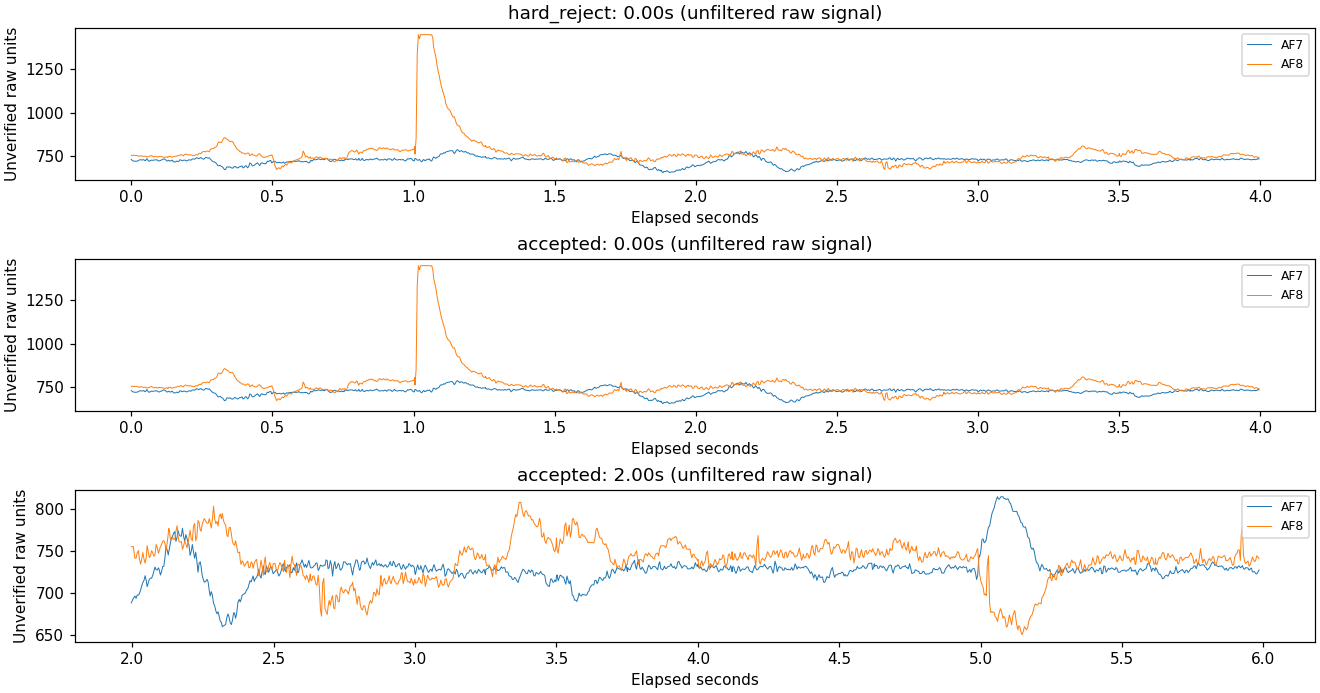 hard_reject: 0.00s (unfiltered raw signal)
Unverified raw units
1250
1000
750
AF7
AF8
0.0 0.5 1.0 1.5 2.0 2.5 3.0 3.5 4.0
Elapsed seconds
accepted: 0.00s (unfiltered raw signal)
Unverified raw units
1250
1000
750
AF7
AF8
0.0 0.5 1.0 1.5 2.0 2.5 3.0 3.5 4.0
Elapsed seconds
accepted: 2.00s (unfiltered raw signal)
Unverified raw units
800
750
700
650
AF7
AF8
2.0 2.5 3.0 3.5 4.0 4.5 5.0 5.5 6.0
Elapsed seconds